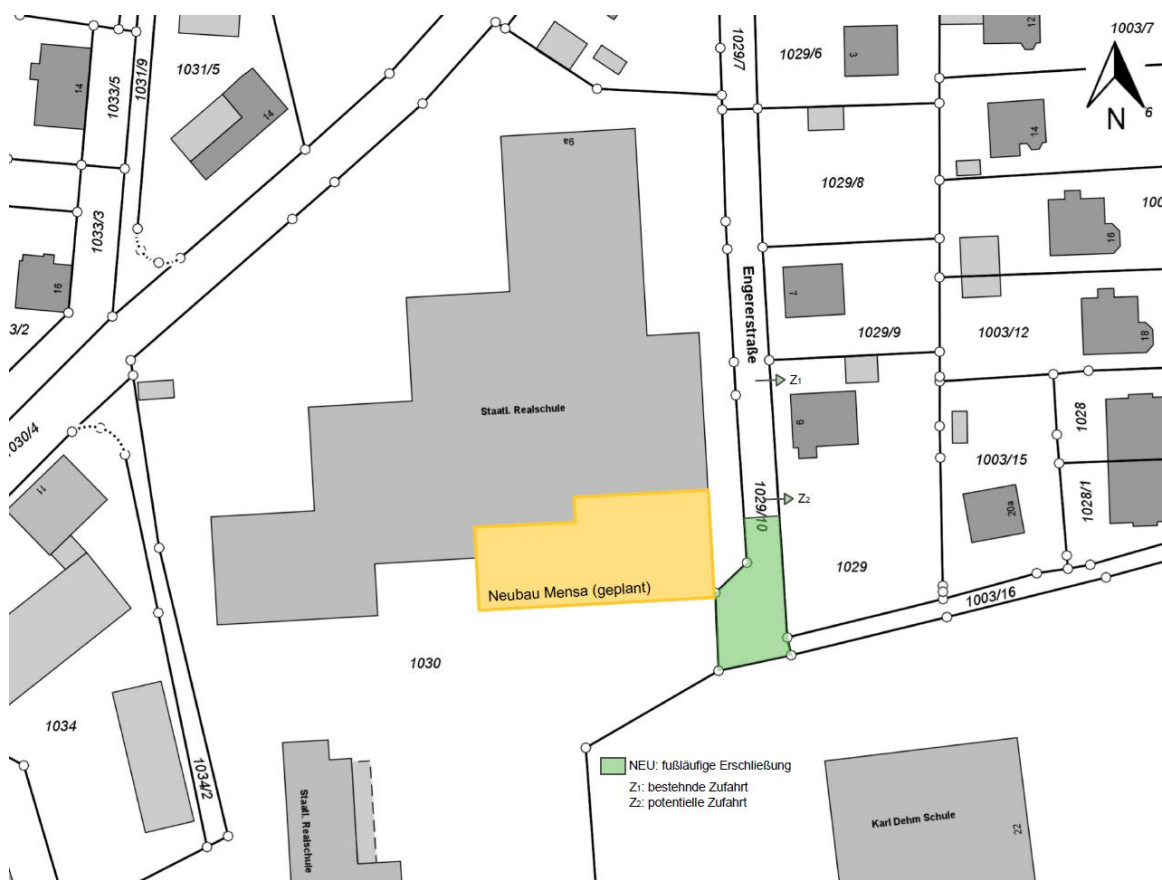 1003/7
12
1029/7
1029/6
3
1031/9
1033/5
14
1031/5
14
N
6
14
9a
1029/8
1033/3
16
100
16
3/2
Engererstraße
7
1029/9
1003/12
18
Z1
Staatl. Realschule
9
1028
030/4
1003/15
11
Z2
1029/10
20a
1028/1
1029
Neubau Mensa (geplant)
1003/16
1030
1034
1034/2
NEU: fußläufige Erschließung
Z1: bestehnde Zufahrt
Z2: potentielle Zufahrt
Staatl. Realschule
Karl Dehm Schule
22